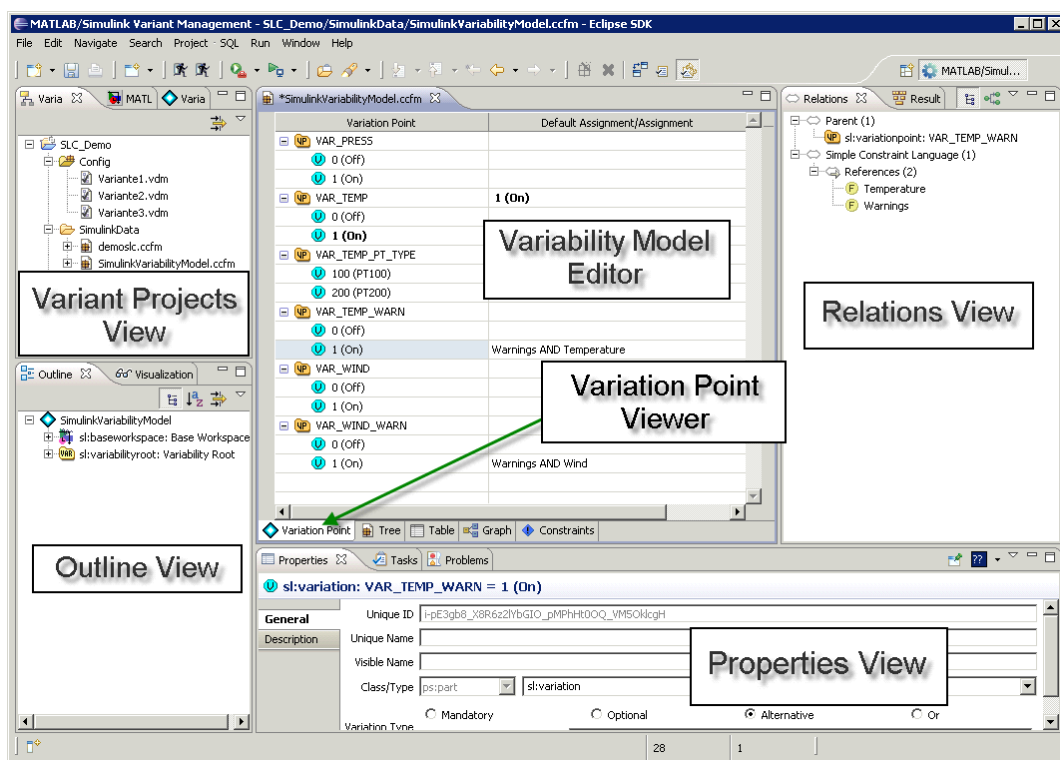 MATLAB/Simulink Variant Management - SLC_Demo/SimulinkData/SimulinkVariabilityModel.ccfm - Eclipse SDK
File Edit Navigate Search Project SQL Run Window Help
MATLAB/Simul...
Varia
MATL
Varia
SLC_Demo
Config
Variante1.vdm
Variante2.vdm
Variante3.vdm
SimulinkData
demoslc.ccfm
SimulinkVariabilityModel.ccfm
Variant Projects
View
*SimulinkVariabilityModel.ccfm
Variation Point Default Assignment/Assignment
VAR_PRESS
0 (Off)
1 (On)
VAR_TEMP 1 (On)
0 (Off)
1 (On)
VAR_TEMP_PT_TYPE
100 (PT100)
200 (PT200)
VAR_TEMP_WARN
0 (Off)
1 (On) Warnings AND Temperature
VAR_WIND
0 (Off)
1 (On)
VAR_WIND_WARN
0 (Off)
1 (On) Warnings AND Wind
Variability Model
Editor
Variation Point
Viewer
Variation Point Tree Table Graph Constraints
Relations Result
Parent (1)
sl:variationpoint: VAR_TEMP_WARN
Simple Constraint Language (1)
References (2)
Temperature
Warnings
Relations View
Outline Visualization
SimulinkVariabilityModel
sl:baseworkspace: Base Workspace
sl:variabilityroot: Variability Root
Outline View
Properties Tasks Problems
sl:variation: VAR_TEMP_WARN = 1 (On)
General
Description
Unique ID
Unique Name
Visible Name
Class/Type ps:part sl:variation
Variation Type Mandatory Optional Alternative Or
Properties View
28 1